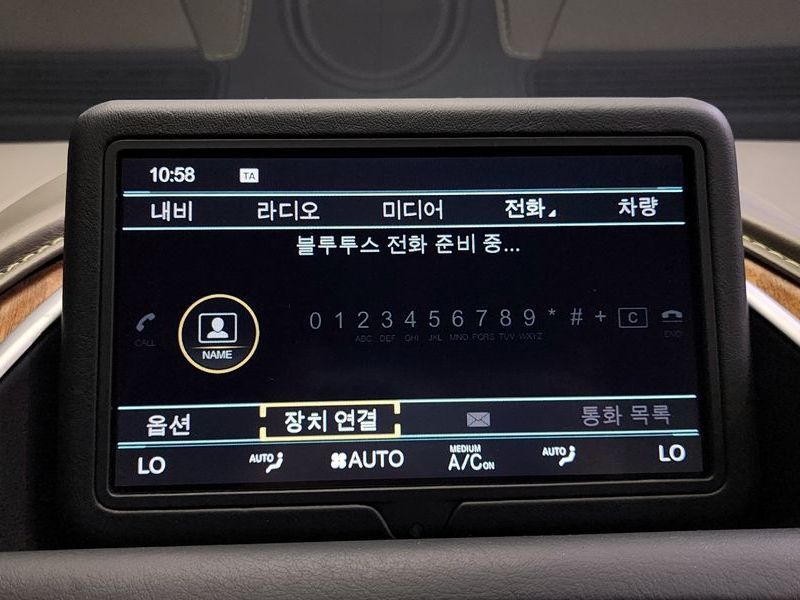 10:58 TA
내비 라디오 미디어 전화 차량
블루투스 전화 준비 중...
CALL NAME 0 1 2 3 4 5 6 7 8 9 * # + C END
ABC DEF GHI JKL MNO PQRS TUV WXYZ
옵션 장치 연결 통화 목록
LO AUTO AUTO MEDIUM A/C ON AUTO LO